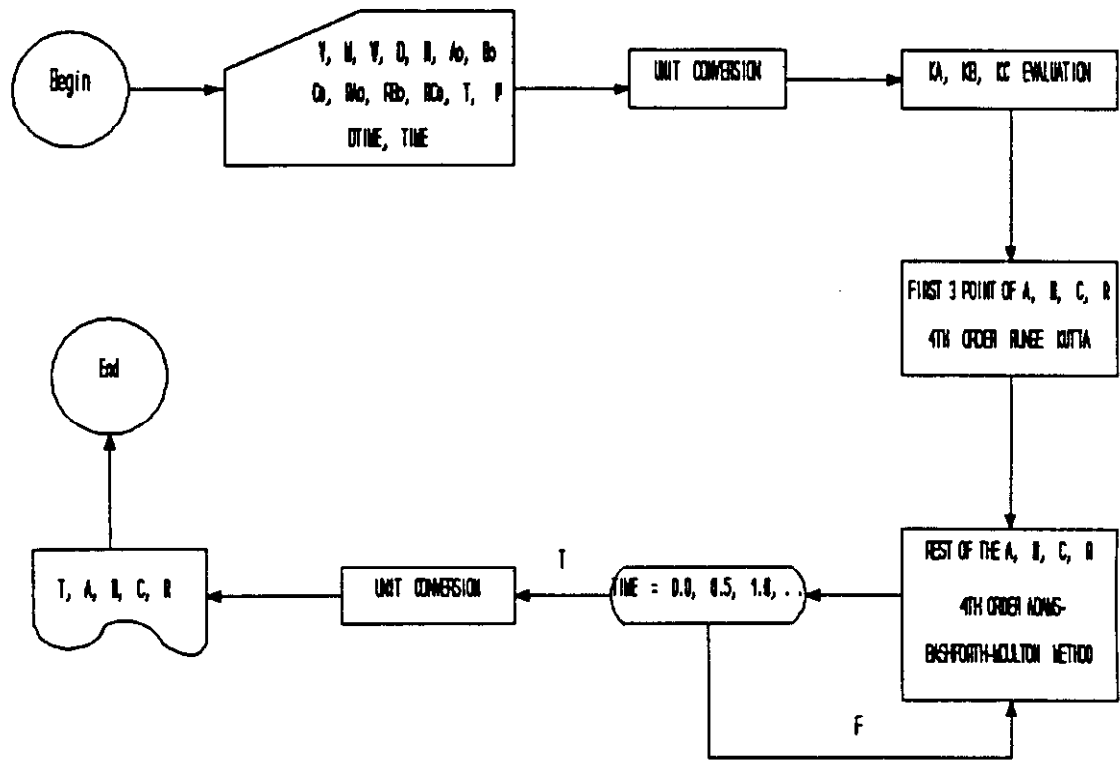 Begin
V, D, Ao, Bo
Co, RAo, RBo, RCo, T, P
DTIME, TIME
UNIT CONVERSION
KA, KB, KC EVALUATION
FIRST 3 POINT OF A, B, C, R
4TH ORDER RUNGE KUTTA
REST OF THE A, B, C, R
4TH ORDER ADAMS-
BASHFORTH-MOULTON METHOD
TIME = 0.0, 0.5, 1.0, . .
T
F
UNIT CONVERSION
T, A, B, C, R
End